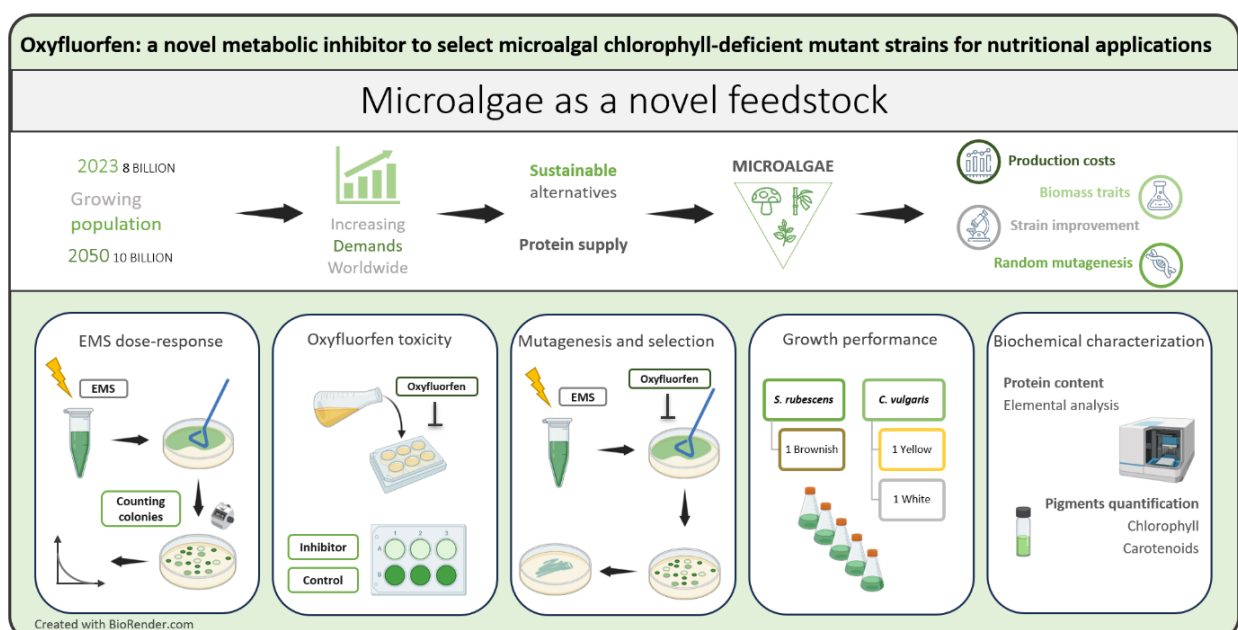 Oxyfluorfen: a novel metabolic inhibitor to select microalgal chlorophyll-deficient mutant strains for nutritional applications
Microalgae as a novel feedstock
2023 8 BILLION
Growing
population
2050 10 BILLION
Increasing
Demands
Worldwide
Sustainable
alternatives
Protein supply
MICROALGAE
Production costs
Biomass traits
Strain improvement
Random mutagenesis
EMS dose-response
EMS
Counting
colonies
Oxyfluorfen toxicity
Oxyfluorfen
Inhibitor
Control
1 2 3
A
B
Mutagenesis and selection
EMS
Oxyfluorfen
Growth performance
S. rubescens
1 Brownish
C. vulgaris
1 Yellow
1 White
Biochemical characterization
Protein content
Elemental analysis
Pigments quantification
Chlorophyll
Carotenoids
Created with BioRender.com